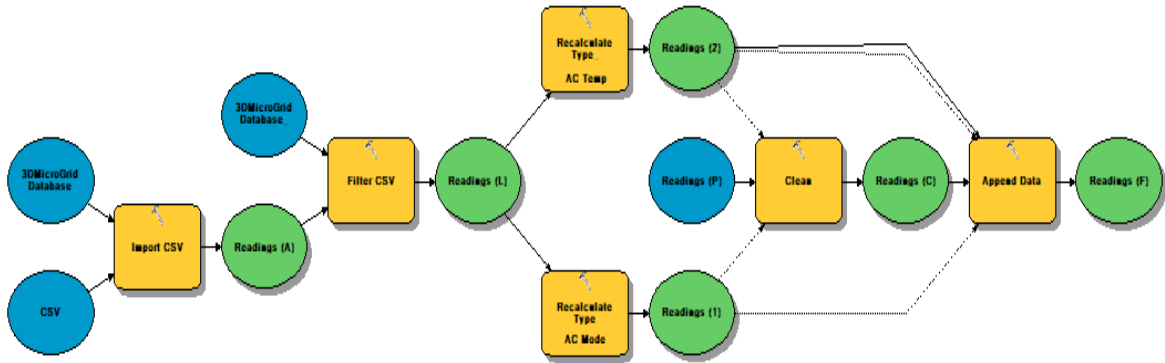 3DMicroGrid
Database
CSV
Import CSV
3DMicroGrid
Database_
Readings (A)
Filter CSV
Readings (L)
Recalculate
Type_
AC Temp
Readings (2)
Readings (P)
Clean
Readings (C)
Append Data
Readings (F)
Recalculate
Type
AC Mode
Readings (1)